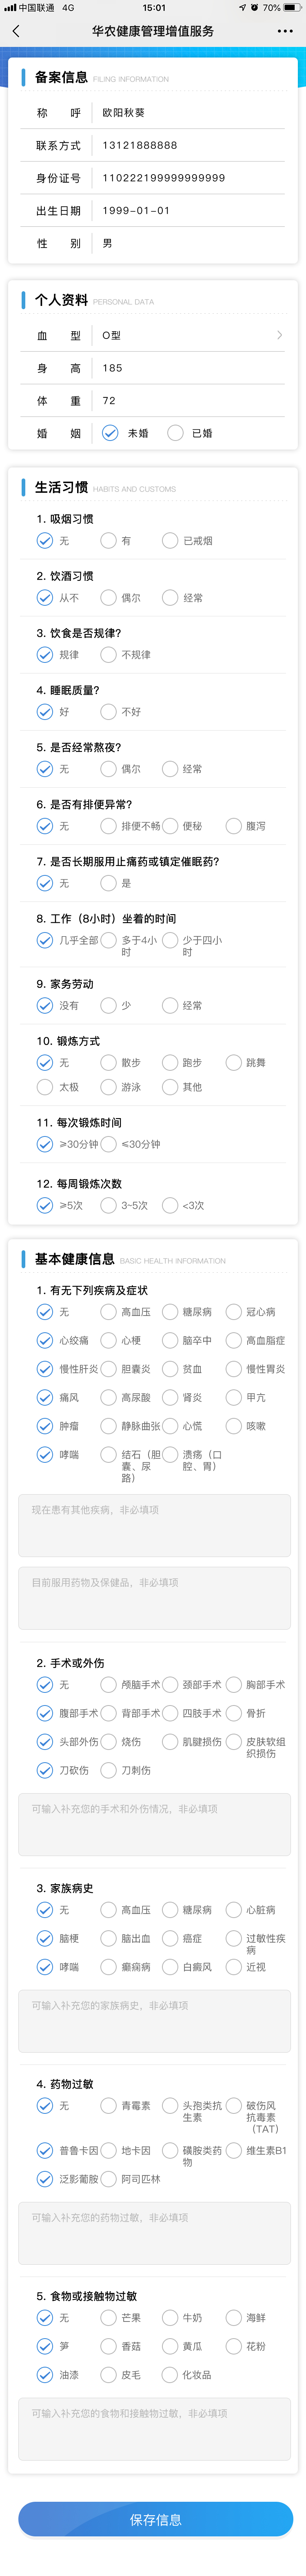 中国联通 4G 15:01 70%
华农健康管理增值服务
备案信息 FILING INFORMATION
称 呼 欧阳秋葵
联系方式 13121888888
身份证号 110222199999999999
出生日期 1999-01-01
性 别 男
个人资料 PERSONAL DATA
血 型 O型
身 高 185
体 重 72
婚 姻 未婚 已婚
生活习惯 HABITS AND CUSTOMS
1. 吸烟习惯
无 有 已戒烟
2. 饮酒习惯
从不 偶尔 经常
3. 饮食是否规律?
规律 不规律
4. 睡眠质量?
好 不好
5. 是否经常熬夜?
无 偶尔 经常
6. 是否有排便异常?
无 排便不畅 便秘 腹泻
7. 是否长期服用止痛药或镇定催眠药?
无 是
8. 工作（8小时）坐着的时间
几乎全部 多于4小 少于四小
时 时
9. 家务劳动
没有 少 经常
10. 锻炼方式
无 散步 跑步 跳舞
太极 游泳 其他
11. 每次锻炼时间
≥30分钟 ≤30分钟
12. 每周锻炼次数
≥5次 3~5次 <3次
基本健康信息 BASIC HEALTH INFORMATION
1. 有无下列疾病及症状
无 高血压 糖尿病 冠心病
心绞痛 心梗 脑卒中 高血脂症
慢性肝炎 胆囊炎 贫血 慢性胃炎
痛风 高尿酸 肾炎 甲亢
肿瘤 静脉曲张 心慌 咳嗽
哮喘 结石（胆 溃疡（口
囊、尿 腔、胃）
路）
现在患有其他疾病，非必填项
目前服用药物及保健品，非必填项
2. 手术或外伤
无 颅脑手术 颈部手术 胸部手术
腹部手术 背部手术 四肢手术 骨折
头部外伤 烧伤 肌腱损伤 皮肤软组
织损伤
刀砍伤 刀刺伤
可输入补充您的手术和外伤情况，非必填项
3. 家族病史
无 高血压 糖尿病 心脏病
脑梗 脑出血 癌症 过敏性疾
病
哮喘 癫痫病 白癜风 近视
可输入补充您的家族病史，非必填项
4. 药物过敏
无 青霉素 头孢类抗 破伤风
生素 抗毒素
（TAT）
普鲁卡因 地卡因 磺胺类药 维生素B1
物
泛影葡胺 阿司匹林
可输入补充您的药物过敏，非必填项
5. 食物或接触物过敏
无 芒果 牛奶 海鲜
笋 香菇 黄瓜 花粉
油漆 皮毛 化妆品
可输入补充您的食物和接触物过敏，非必填项
保存信息